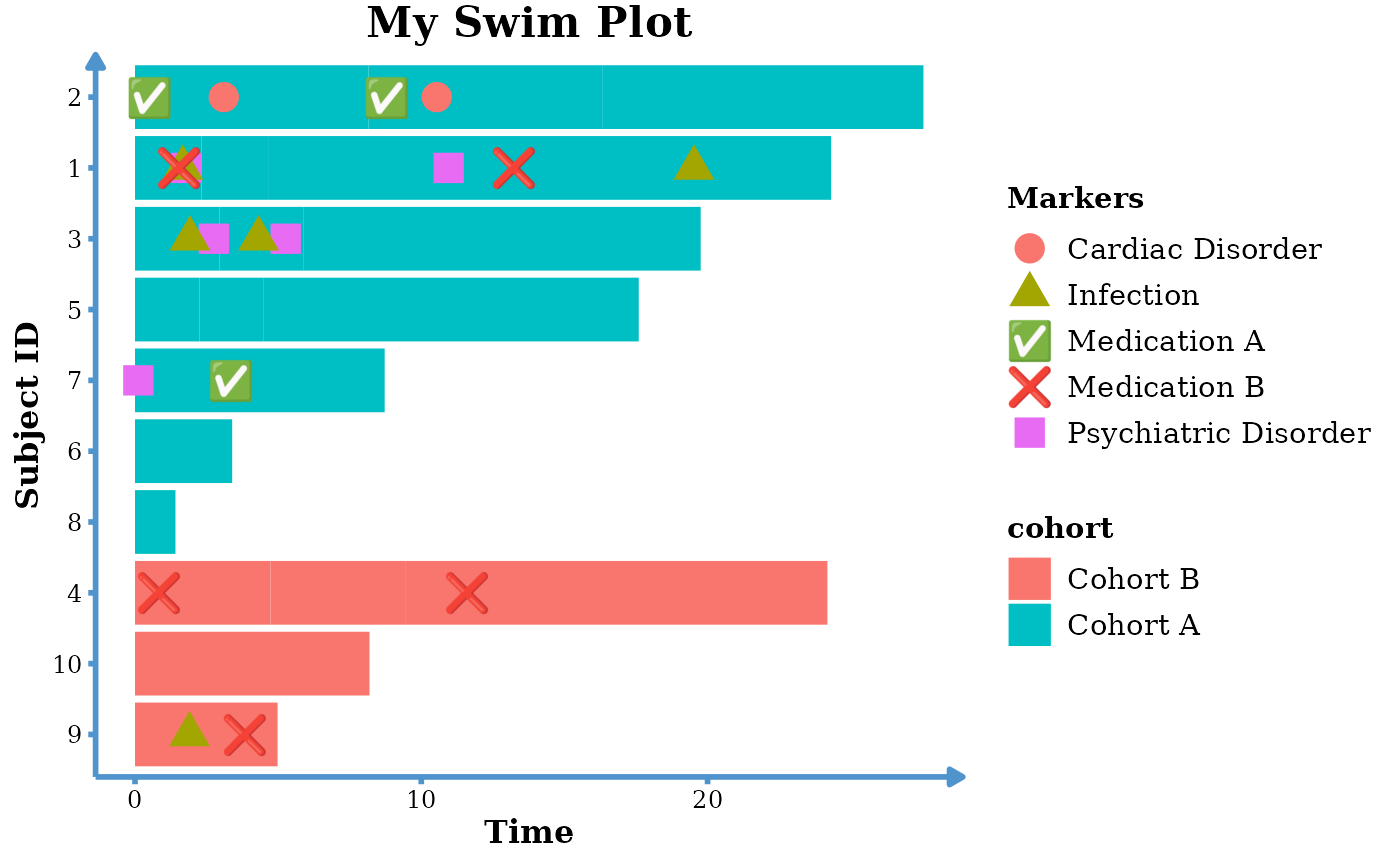 My Swim Plot
Subject ID
2
1
3
5
7
6
8
4
10
9
0 10 20
Time
Markers
Cardiac Disorder
Infection
Medication A
Medication B
Psychiatric Disorder
cohort
Cohort B
Cohort A